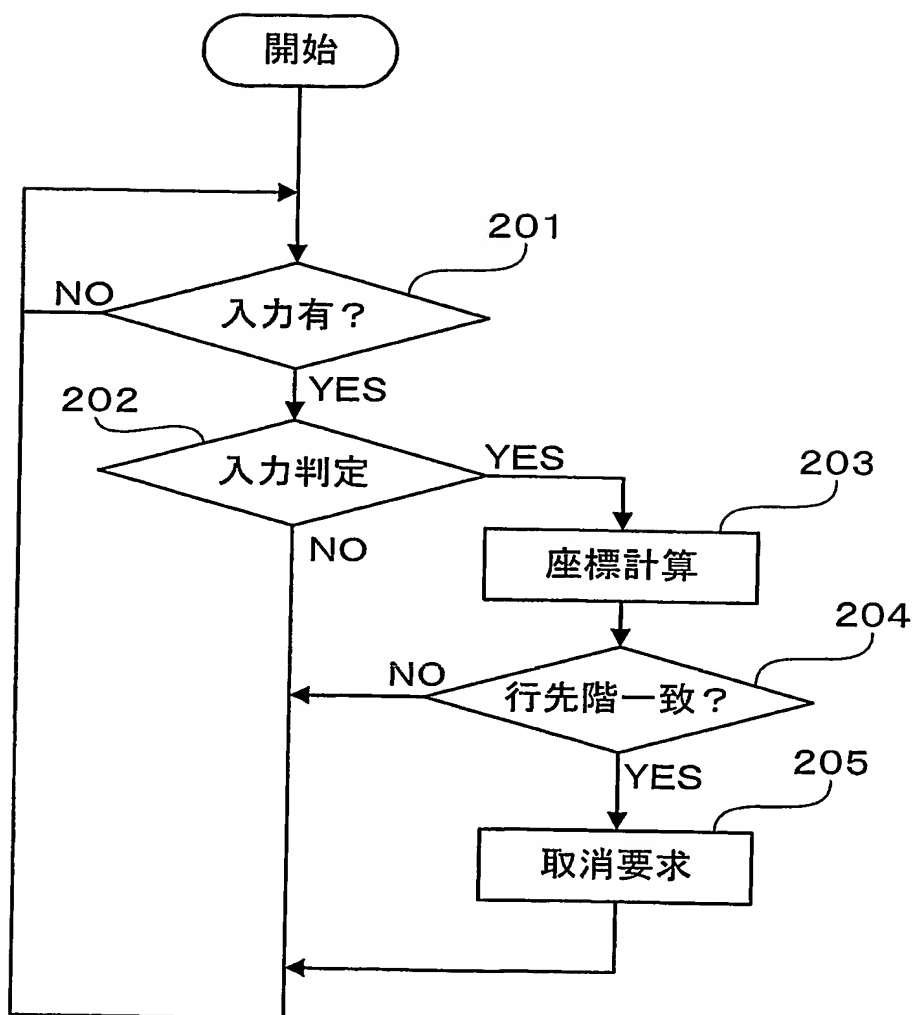 開始
201
NO
入力有？
YES
202
入力判定
YES
203
NO
座標計算
204
NO
行先階一致？
YES
205
取消要求